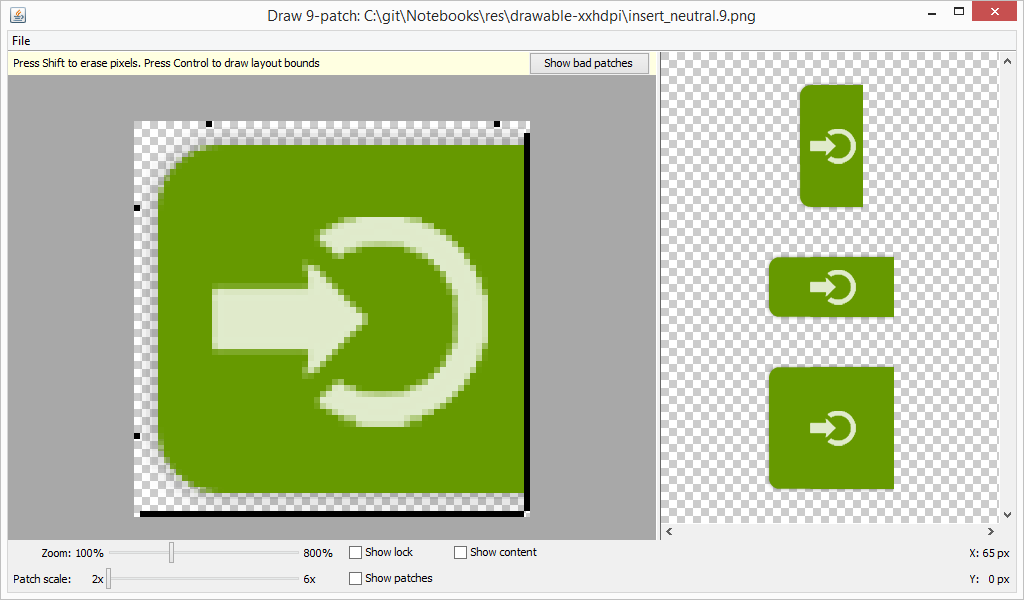 Draw 9-patch: C:\git\Notebooks\res\drawable-xxhdpi\insert_neutral.9.png
File
Press Shift to erase pixels. Press Control to draw layout bounds
Show bad patches
Zoom: 100% 800% Show lock Show content X: 65 px
Patch scale: 2x 6x Show patches Y: 0 px